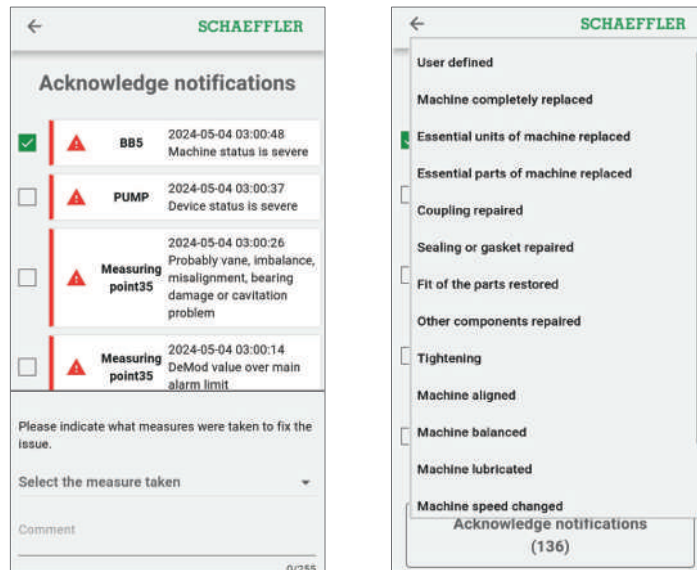 SCHAEFFLER
Acknowledge notifications
BB5
2024-05-04 03:00:48
Machine status is severe
PUMP
2024-05-04 03:00:37
Device status is severe
Measuring
point35
2024-05-04 03:00:26
Probably vane, imbalance,
misalignment, bearing
damage or cavitation
problem
Measuring
point35
2024-05-04 03:00:14
DeMod value over main
alarm limit
Please indicate what measures were taken to fix the
issue.
Select the measure taken
Comment
0/255
SCHAEFFLER
User defined
Machine completely replaced
Essential units of machine replaced
Essential parts of machine replaced
Coupling repaired
Sealing or gasket repaired
Fit of the parts restored
Other components repaired
Tightening
Machine aligned
Machine balanced
Machine lubricated
Machine speed changed
Acknowledge notifications
(136)